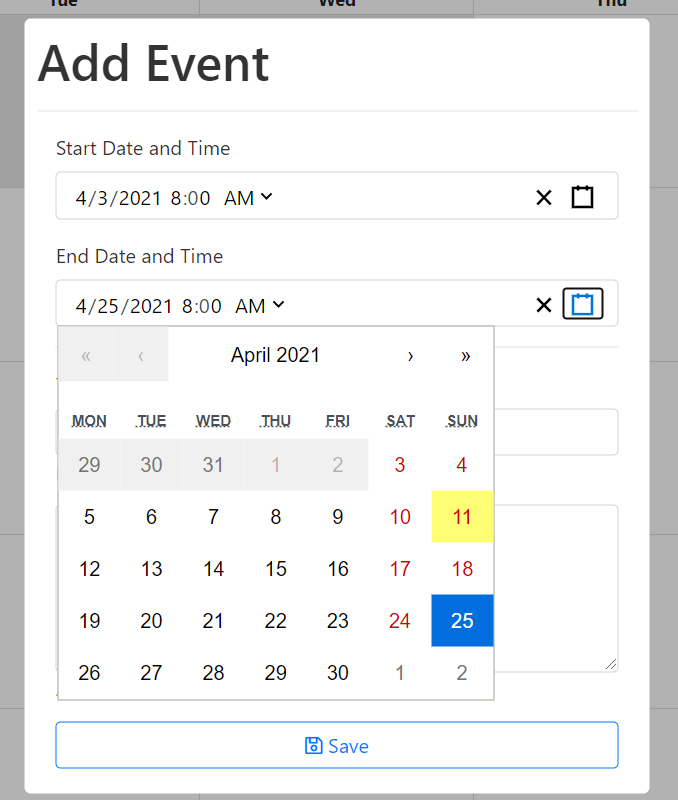 Tue Wed Thu
Add Event
Start Date and Time
4/3/2021 8:00 AM
End Date and Time
4/25/2021 8:00 AM
« ‹ April 2021 › »
MON TUE WED THU FRI SAT SUN
29 30 31 1 2 3 4
5 6 7 8 9 10 11
12 13 14 15 16 17 18
19 20 21 22 23 24 25
26 27 28 29 30 1 2
Save